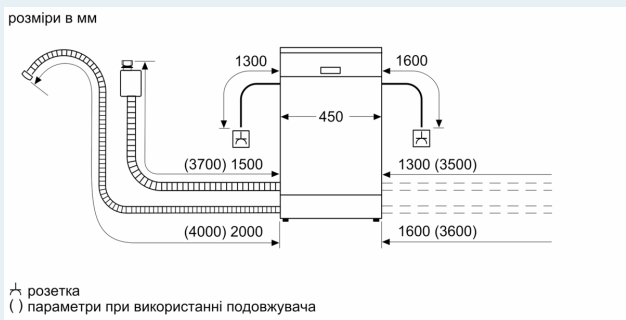 розміри в мм
1300
1600
450
(3700) 1500
1300 (3500)
(4000) 2000
1600 (3600)
розетка
( ) параметри при використанні подовжувача